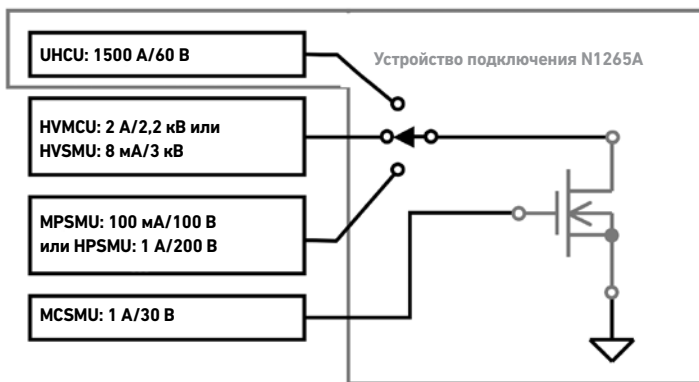 UHCU: 1500 А/60 В
Устройство подключения N1265A
HVMCU: 2 А/2,2 кВ или
HVSMU: 8 мА/3 кВ
MPSMU: 100 мА/100 В
или HPSMU: 1 А/200 В
MCSMU: 1 А/30 В